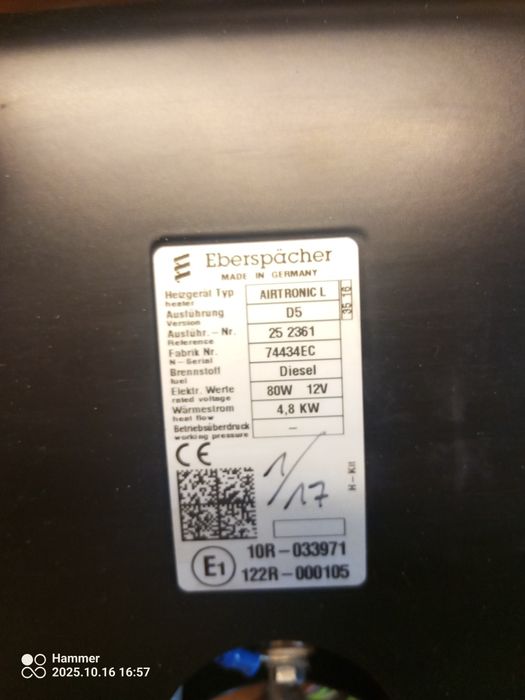 Eberspächer
MADE IN GERMANY
Heizgerät Typ AIRTRONIC L
heater
35 16
Ausführung D5
Version
Ausführ. - Nr. 25 2361
Reference
Fabrik Nr. 74434EC
N - Serial
Brennstoff Diesel
fuel
Elektr. Werte 80W 12V
rated voltage
Wärmestrom 4,8 KW
heat flow
Betriebsüberdruck –
working pressure
CE
1/17
H - Kit
E1
10R - 033971
122R - 000105
Hammer
2025.10.16 16:57